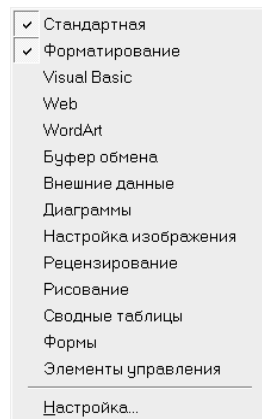 Стандартная
Форматирование
Visual Basic
Web
WordArt
Буфер обмена
Внешние данные
Диаграммы
Настройка изображения
Рецензирование
Рисование
Сводные таблицы
Формы
Элементы управления
Настройка...